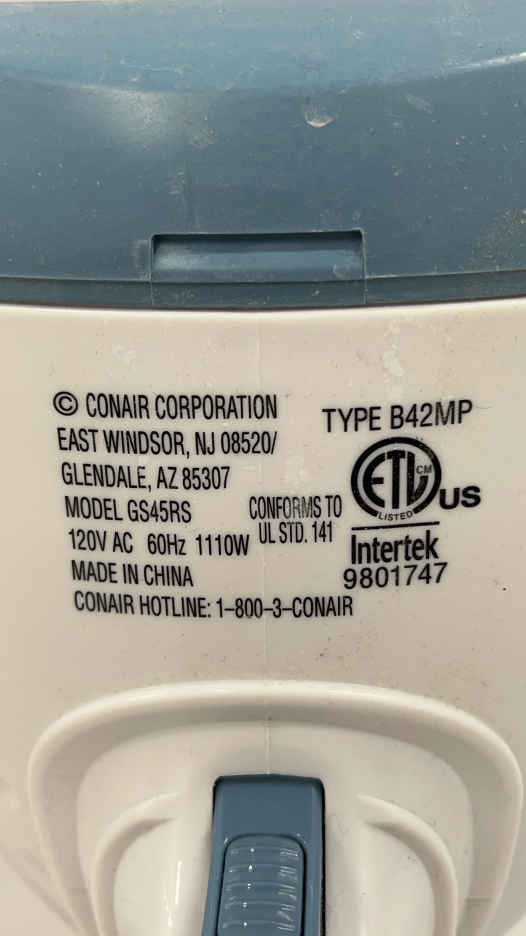 © CONAIR CORPORATION
EAST WINDSOR, NJ 08520/
GLENDALE, AZ 85307
MODEL GS45RS
120V AC 60Hz 1110W
MADE IN CHINA
CONAIR HOTLINE: 1-800-3-CONAIR
CONFORMS TO
UL STD. 141
TYPE B42MP
ETL CM
LISTED
US
Intertek
9801747